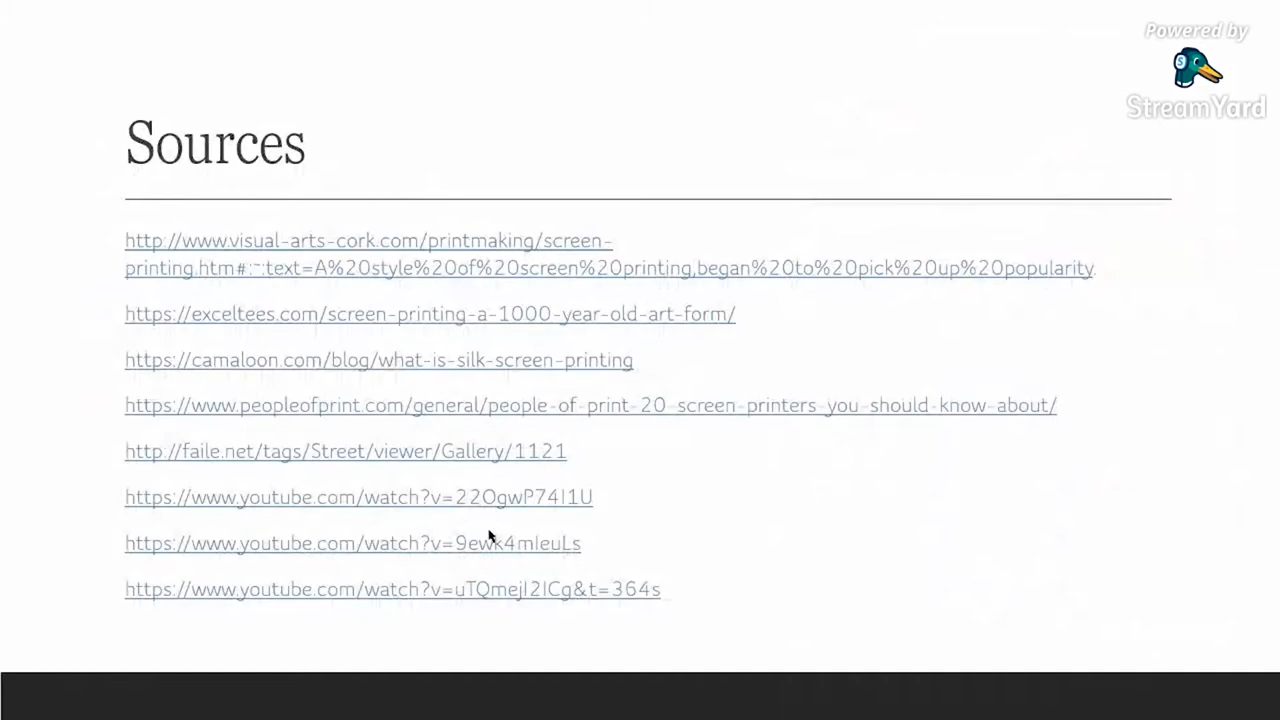 Powered by
StreamYard
Sources
http://www.visual-arts-cork.com/printmaking/screen-
printing.htm#:~:text=A%20style%20of%20screen%20printing,began%20to%20pick%20up%20popularity.
https://exceltees.com/screen-printing-a-1000-year-old-art-form/
https://camaloon.com/blog/what-is-silk-screen-printing
https://www.peopleofprint.com/general/people-of-print-20-screen-printers-you-should-know-about/
http://faile.net/tags/Street/viewer/Gallery/1121
https://www.youtube.com/watch?v=22OgwP74I1U
https://www.youtube.com/watch?v=9ewk4mIeuLs
https://www.youtube.com/watch?v=uTQmejI2ICg&t=364s